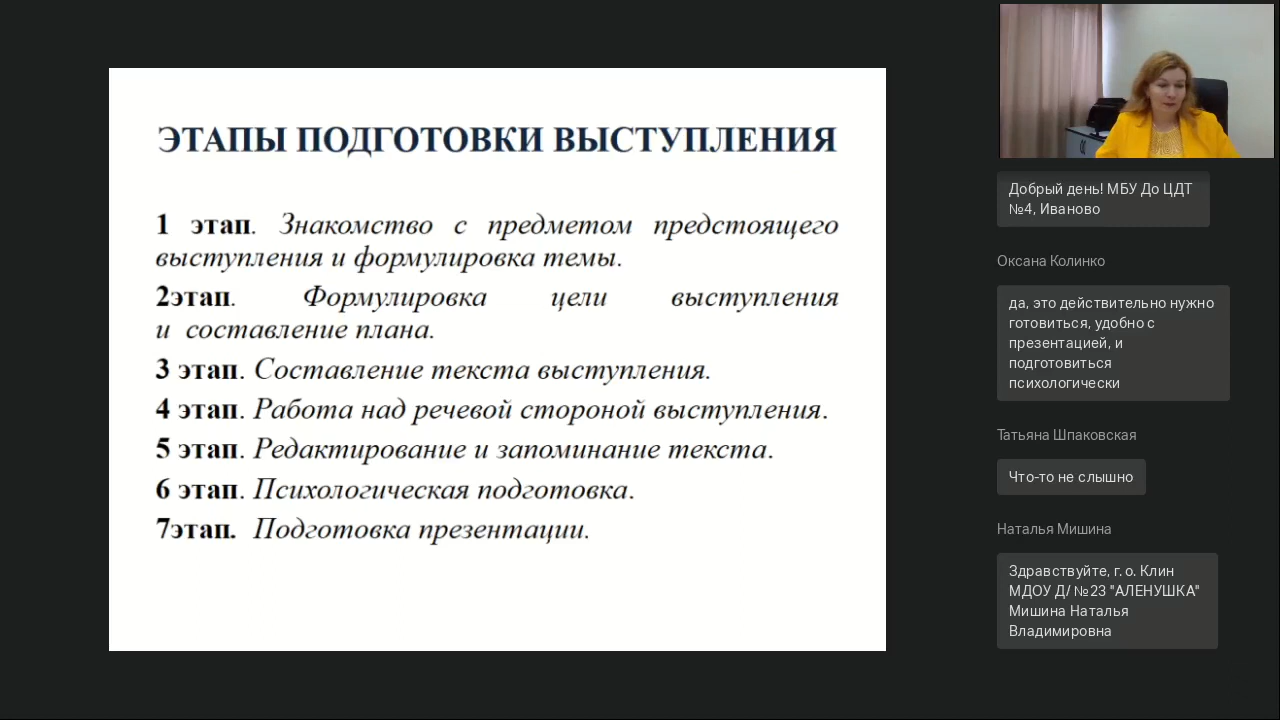 ЭТАПЫ ПОДГОТОВКИ ВЫСТУПЛЕНИЯ
1 этап. Знакомство с предметом предстоящего
выступления и формулировка темы.
2этап. Формулировка цели выступления
и составление плана.
3 этап. Составление текста выступления.
4 этап. Работа над речевой стороной выступления.
5 этап. Редактирование и запоминание текста.
6 этап. Психологическая подготовка.
7этап. Подготовка презентации.
Добрый день! МБУ До ЦДТ
№4, Иваново
Оксана Колинко
да, это действительно нужно
готовиться, удобно с
презентацией, и
подготовиться
психологически
Татьяна Шпаковская
Что-то не слышно
Наталья Мишина
Здравствуйте, г. о. Клин
МДОУ Д/ №23 "АЛЕНУШКА"
Мишина Наталья
Владимировна